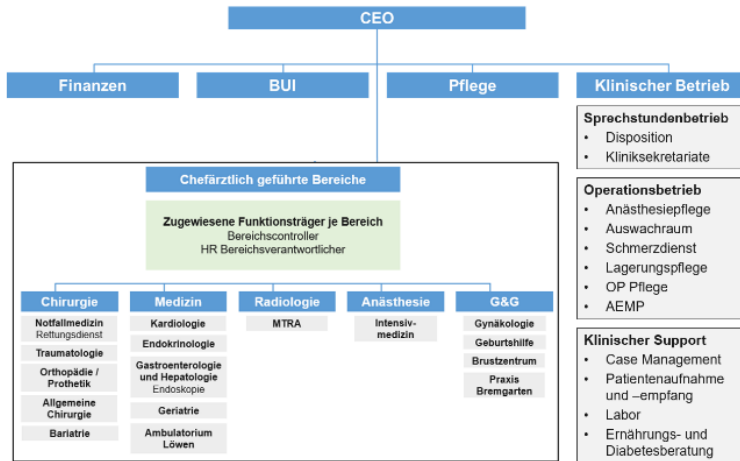 CEO
Finanzen
BUI
Pflege
Klinischer Betrieb
Chefärztlich geführte Bereiche
Zugewiesene Funktionsträger je Bereich
Bereichscontroller
HR Bereichsverantwortlicher
Chirurgie
Notfallmedizin
Rettungsdienst
Traumatologie
Orthopädie /
Prothetik
Allgemeine
Chirurgie
Bariatrie
Medizin
Kardiologie
Endokrinologie
Gastroenterologie
und Hepatologie
Endoskopie
Geriatrie
Ambulatorium
Löwen
Radiologie
MTRA
Anästhesie
Intensiv-
medizin
G&G
Gynäkologie
Geburtshilfe
Brustzentrum
Praxis
Bremgarten
Sprechstundenbetrieb
• Disposition
• Kliniksekretariate
Operationsbetrieb
• Anästhesiepflege
• Auswachraum
• Schmerzdienst
• Lagerungspflege
• OP Pflege
• AEMP
Klinischer Support
• Case Management
• Patientenaufnahme
und –empfang
• Labor
• Ernährungs- und
Diabetesberatung